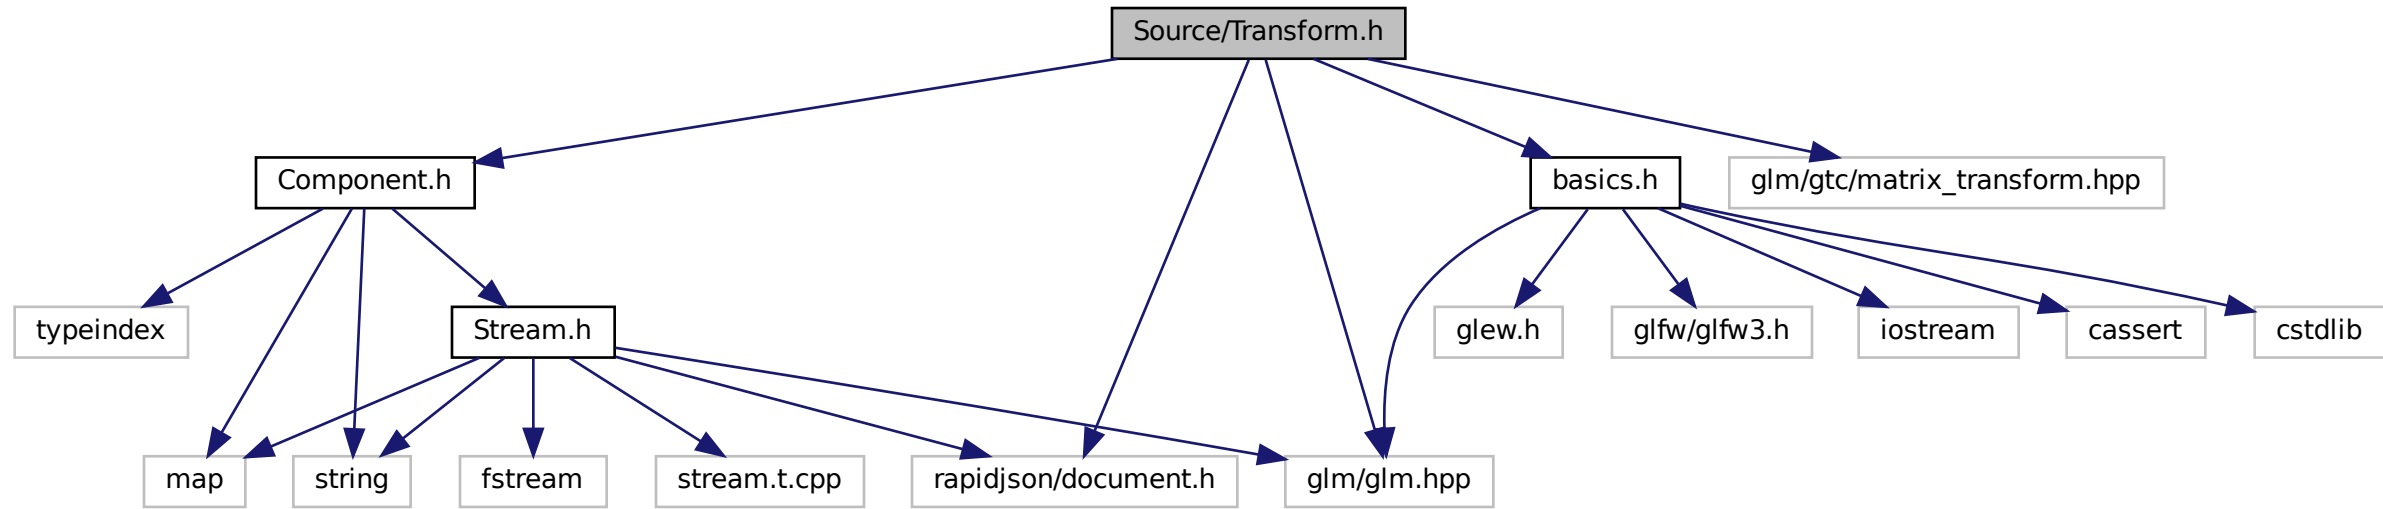 Source/Transform.h
Component.h
basics.h
glm/gtc/matrix_transform.hpp
typeindex
Stream.h
glew.h
glfw/glfw3.h
iostream
cassert
cstdlib
map
string
fstream
stream.t.cpp
rapidjson/document.h
glm/glm.hpp